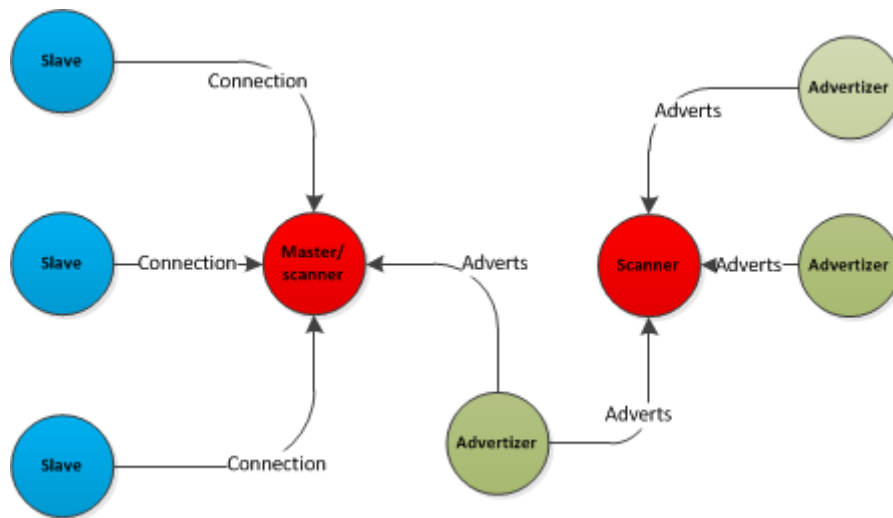 Slave
Connection
Advertizer
Adverts
Slave
Connection
Master/
scanner
Adverts
Scanner
Adverts
Advertizer
Slave
Connection
Advertizer
Adverts